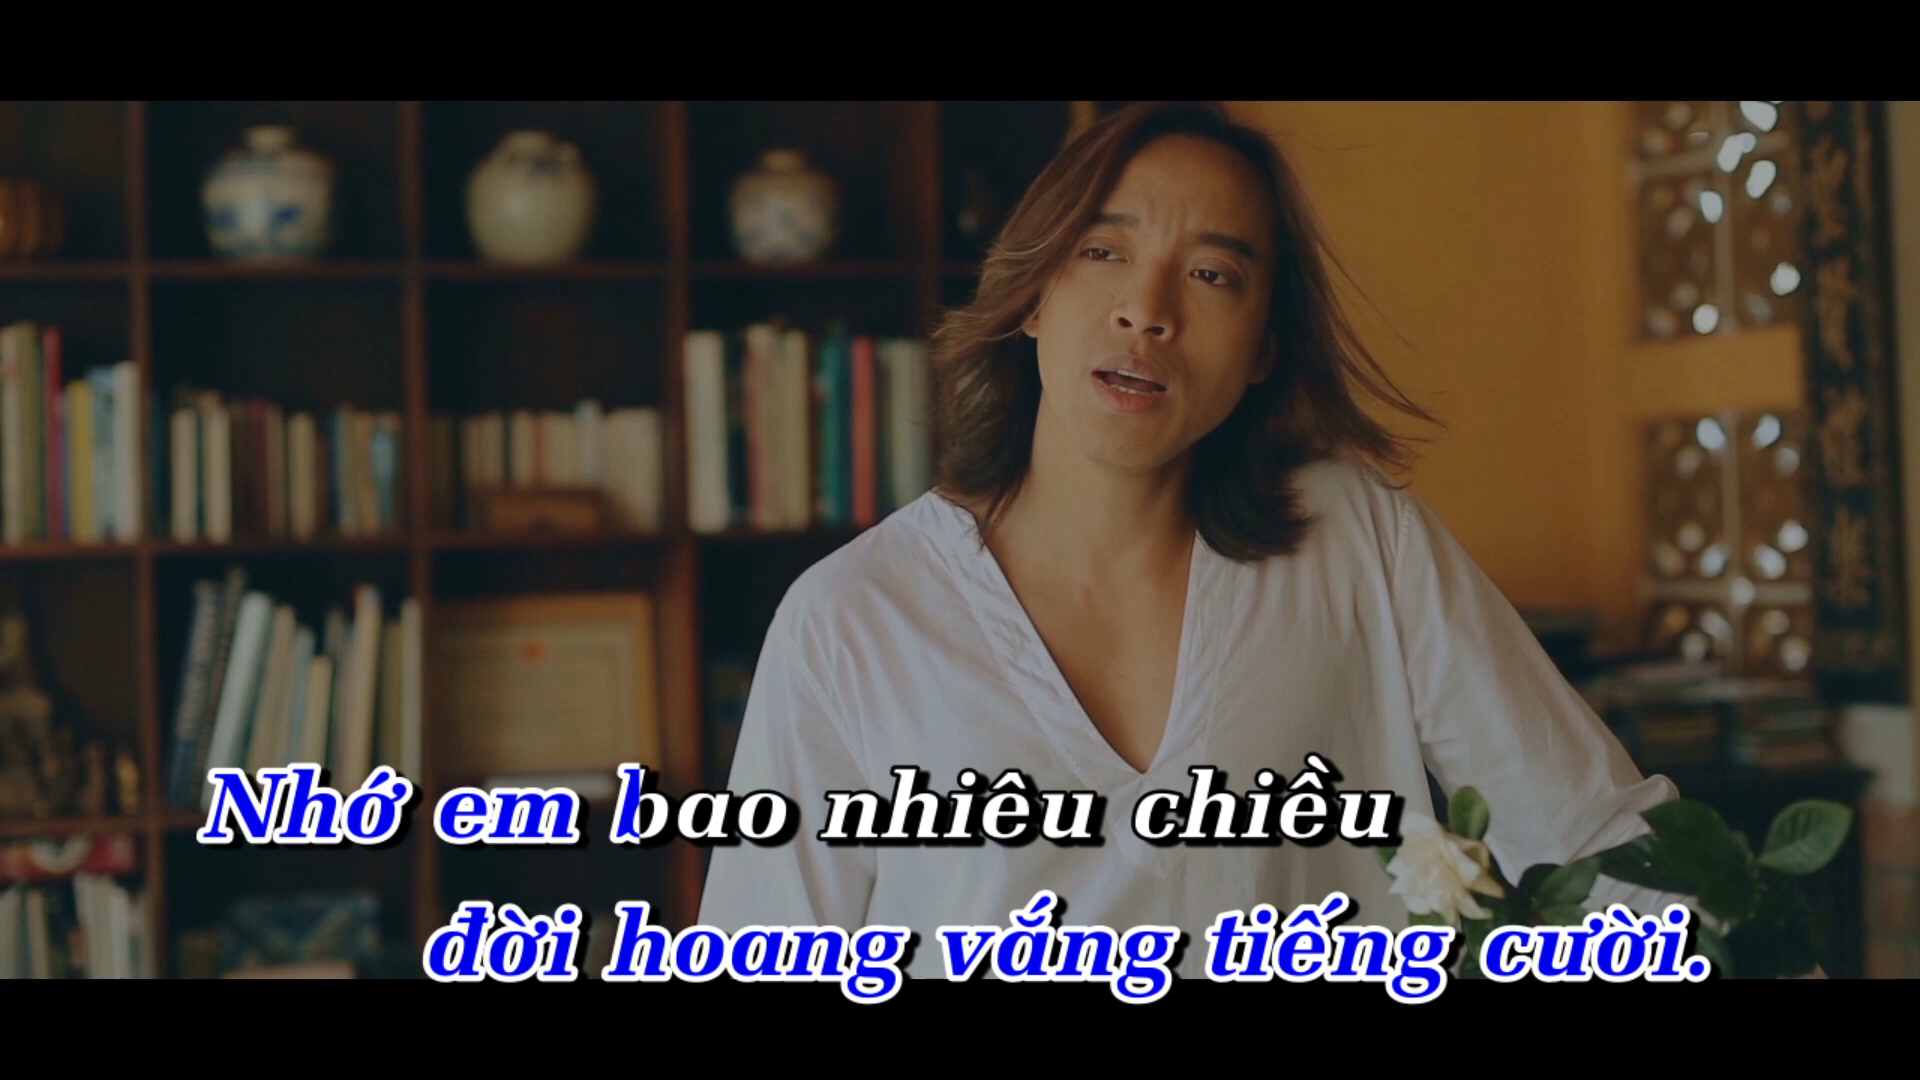 Nhớ em bao nhiêu chiều
đời hoang vắng tiếng cười.